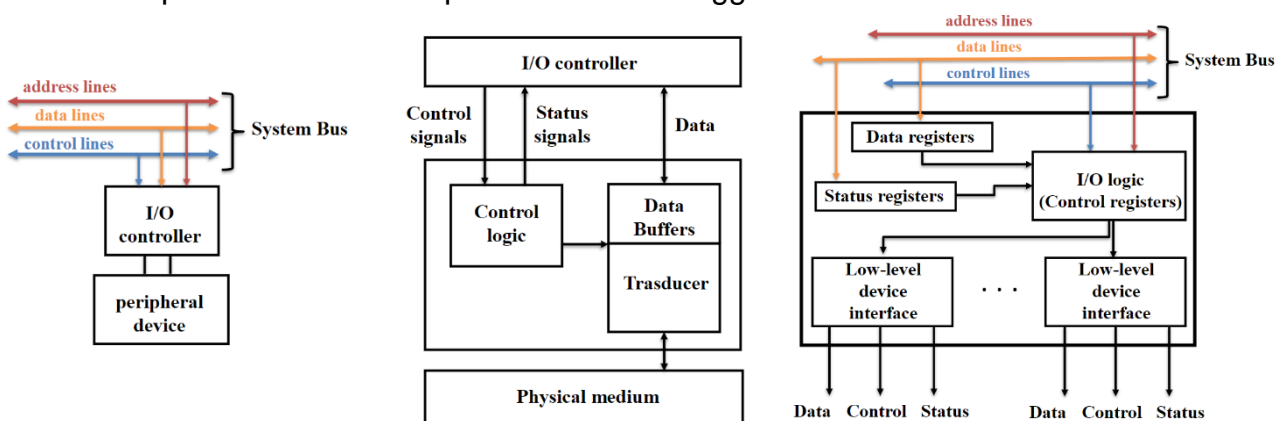 address lines
data lines
control lines
System Bus
I/O
controller
peripheral
device
I/O controller
Control
signals
Status
signals
Data
Control
logic
Data
Buffers
Trasducer
Physical medium
address lines
data lines
control lines
System Bus
Data registers
Status registers
I/O logic
(Control registers)
Low-level
device
interface
. . .
Low-level
device
interface
Data Control Status
Data Control Status